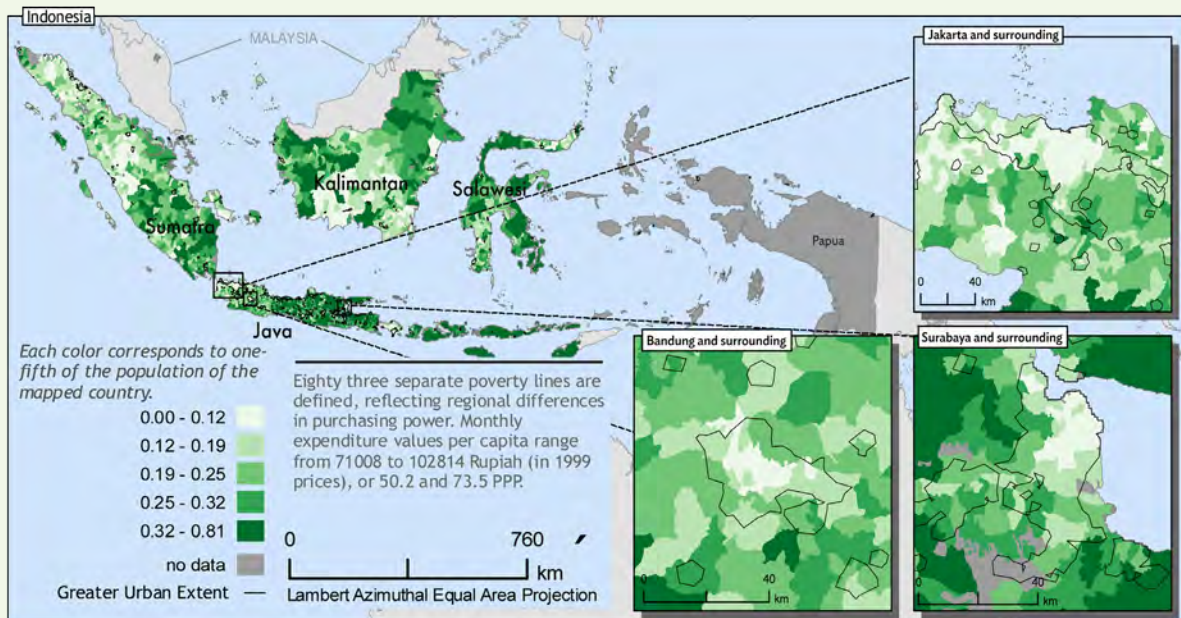 Indonesia
MALAYSIA
Jakarta and surrounding
Kalimantan
Salawesi
Sumatra
Papua
0 40
km
Java
Each color corresponds to one-
fifth of the population of the
mapped country.
0.00 - 0.12
0.12 - 0.19
0.19 - 0.25
0.25 - 0.32
0.32 - 0.81
no data
Greater Urban Extent
Eighty three separate poverty lines are
defined, reflecting regional differences
in purchasing power. Monthly
expenditure values per capita range
from 71008 to 102814 Rupiah (in 1999
prices), or 50.2 and 73.5 PPP.
0 760
km
Lambert Azimuthal Equal Area Projection
Bandung and surrounding
0 40
km
Surabaya and surrounding
0 40
km